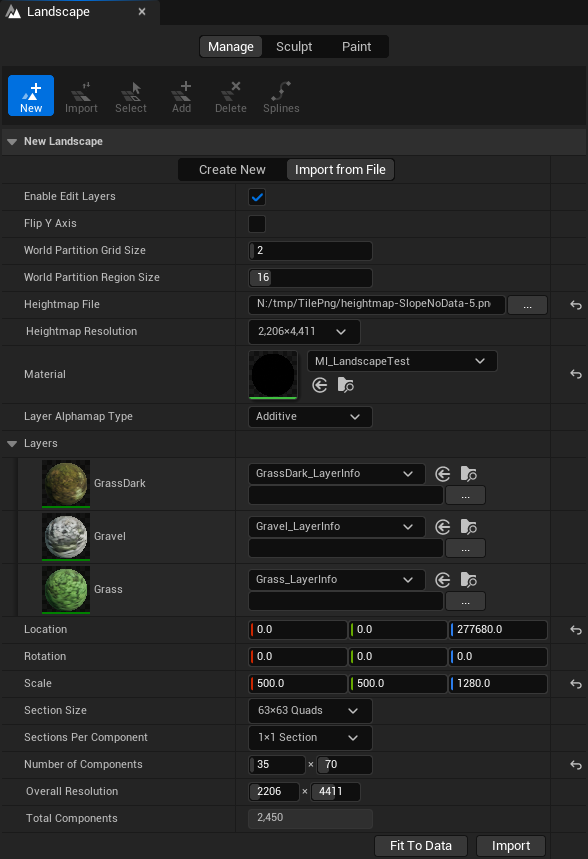 Landscape ×
Manage Sculpt Paint
New Import Select Add Delete Splines
New Landscape
Create New Import from File
Enable Edit Layers
Flip Y Axis
World Partition Grid Size 2
World Partition Region Size 16
Heightmap File N:/tmp/TilePng/heightmap-SlopeNoData-5.pn ...
Heightmap Resolution 2,206×4,411
Material MI_LandscapeTest
Layer Alphamap Type Additive
Layers
GrassDark GrassDark_LayerInfo
...
Gravel Gravel_LayerInfo
...
Grass Grass_LayerInfo
...
Location 0.0 0.0 277680.0
Rotation 0.0 0.0 0.0
Scale 500.0 500.0 1280.0
Section Size 63×63 Quads
Sections Per Component 1×1 Section
Number of Components 35 × 70
Overall Resolution 2206 × 4411
Total Components 2,450
Fit To Data Import